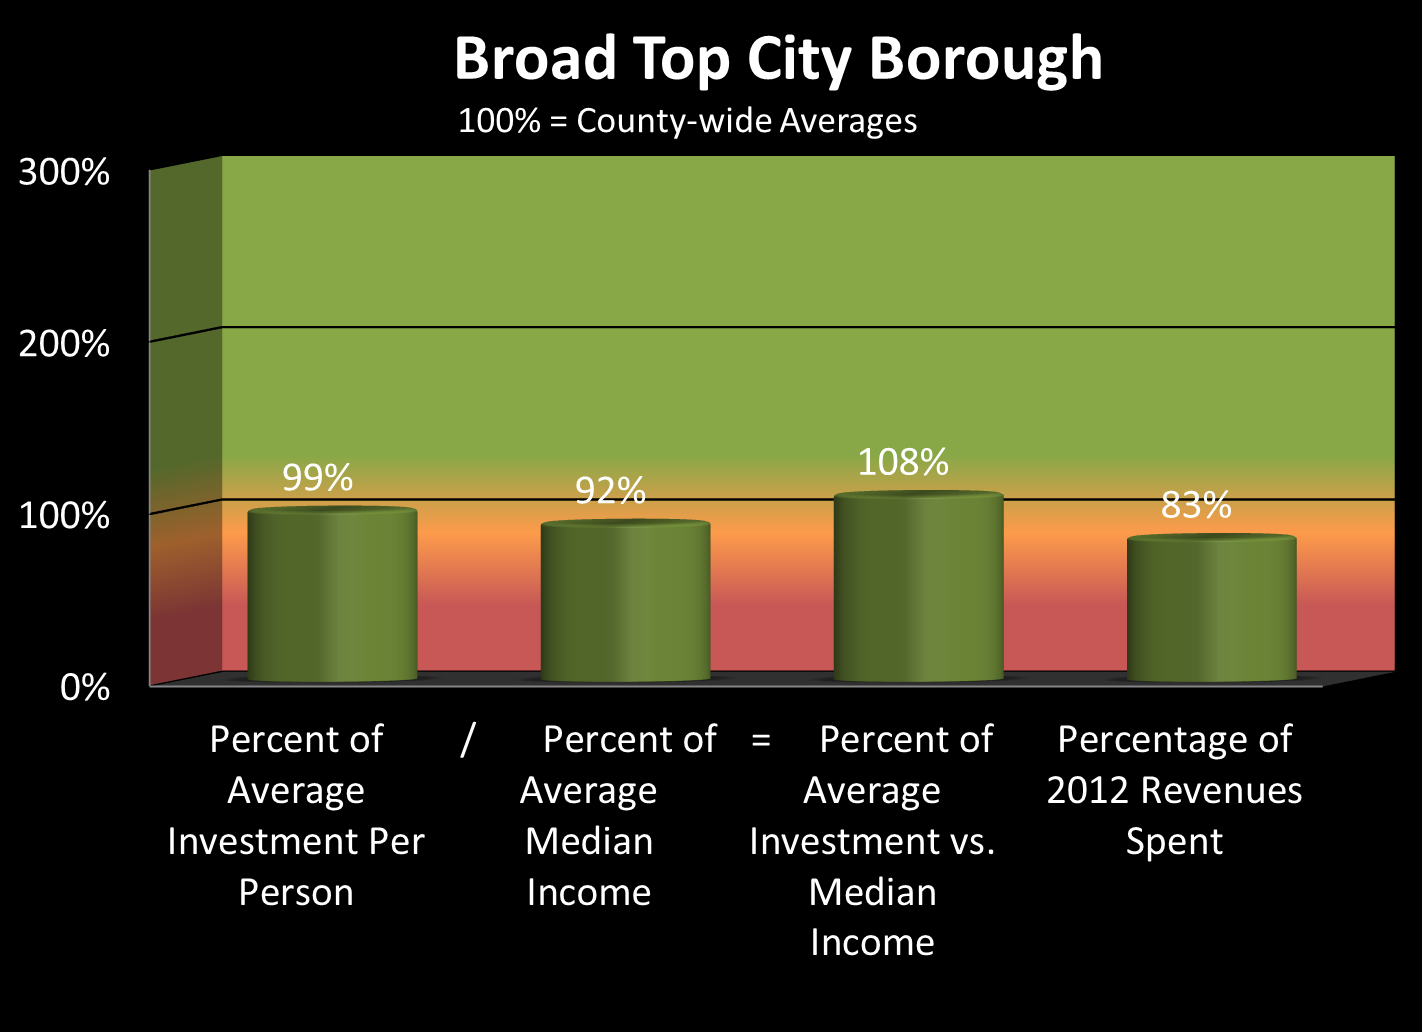 Broad Top City Borough
100% = County-wide Averages
300%
200%
100%
0%
99%
92%
108%
83%
Percent of
Average
Investment Per
Person
/
Percent of
Average
Median
Income
=
Percent of
Average
Investment vs.
Median
Income
Percentage of
2012 Revenues
Spent